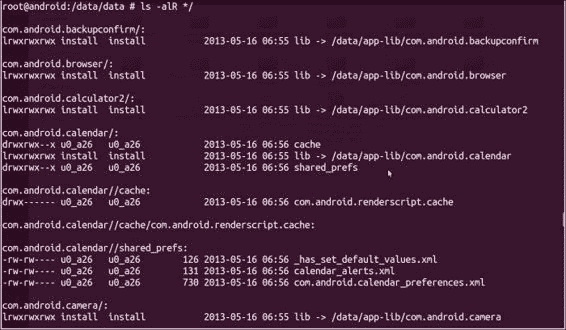 root@android:/data/data # ls -alR */
com.android.backupconfirm/:
lrwxrwxrwx install  install           2013-05-16 06:55 lib -> /data/app-lib/com.android.backupconfirm
com.android.browser/:
lrwxrwxrwx install  install           2013-05-16 06:55 lib -> /data/app-lib/com.android.browser
com.android.calculator2/:
lrwxrwxrwx install  install           2013-05-16 06:55 lib -> /data/app-lib/com.android.calculator2
com.android.calendar/:
drwxrwx--x u0_a26   u0_a26            2013-05-16 06:56 cache
lrwxrwxrwx install  install           2013-05-16 06:55 lib -> /data/app-lib/com.android.calendar
drwxrwx--x u0_a26   u0_a26            2013-05-16 06:56 shared_prefs
com.android.calendar//cache:
drwx------ u0_a26   u0_a26            2013-05-16 06:56 com.android.renderscript.cache
com.android.calendar//cache/com.android.renderscript.cache:
com.android.calendar//shared_prefs:
-rw-rw---- u0_a26   u0_a26        126 2013-05-16 06:56 _has_set_default_values.xml
-rw-rw---- u0_a26   u0_a26        131 2013-05-16 06:56 calendar_alerts.xml
-rw-rw---- u0_a26   u0_a26        730 2013-05-16 06:56 com.android.calendar_preferences.xml
com.android.camera/:
lrwxrwxrwx install  install           2013-05-16 06:55 lib -> /data/app-lib/com.android.camera